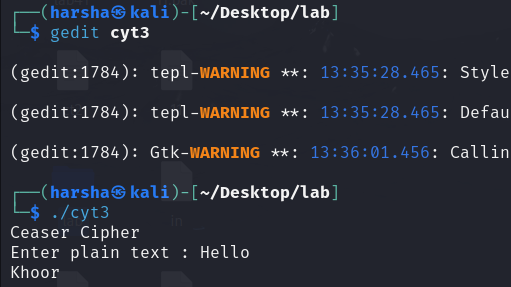 ┌──(harsha㉿kali)-[~/Desktop/lab]
└─$ gedit cyt3
(gedit:1784): tepl-WARNING **: 13:35:28.465: Style
(gedit:1784): tepl-WARNING **: 13:35:28.465: Defau
(gedit:1784): Gtk-WARNING **: 13:36:01.456: Callin
┌──(harsha㉿kali)-[~/Desktop/lab]
└─$ ./cyt3
Ceaser Cipher
Enter plain text : Hello
Khoor